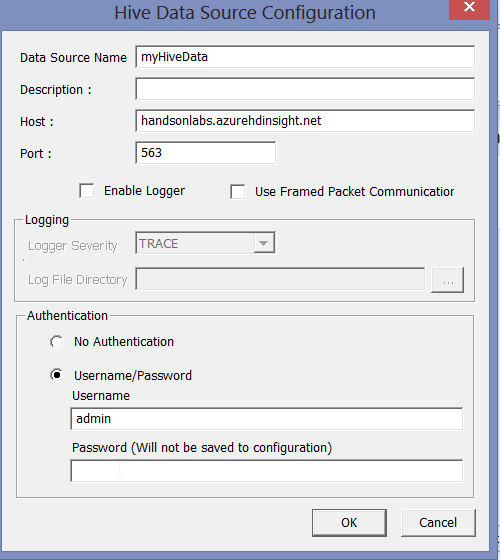 Hive Data Source Configuration
Data Source Name myHiveData
Description :
Host : handsonlabs.azurehdinsight.net
Port : 563
Enable Logger Use Framed Packet Communication
Logging
Logger Severity TRACE
Log File Directory ...
Authentication
No Authentication
Username/Password
Username
admin
Password (Will not be saved to configuration)
OK Cancel